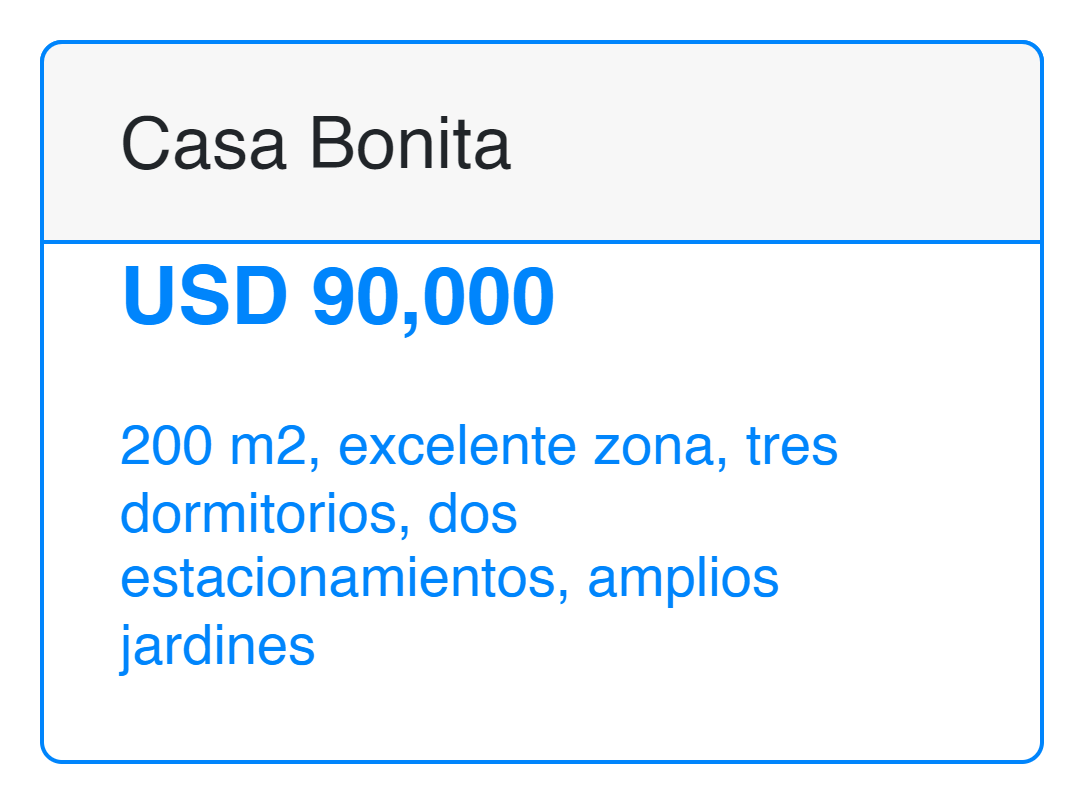 Casa Bonita
USD 90,000
200 m2, excelente zona, tres
dormitorios, dos
estacionamientos, amplios
jardines